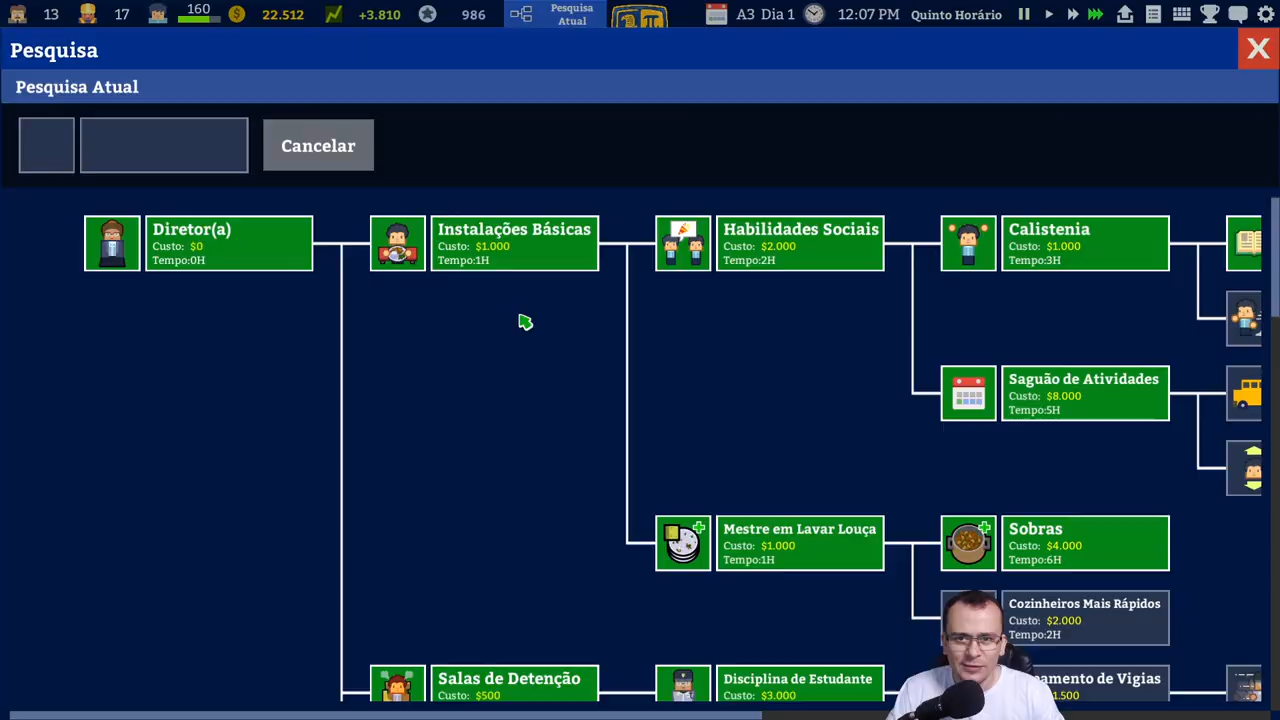 13 17 160 22.512 +3.810 986 Pesquisa Atual A3 Dia 1 12:07 PM Quinto Horário
Pesquisa
X
Pesquisa Atual
Cancelar
Diretor(a)
Custo: $0
Tempo:0H
Instalações Básicas
Custo: $1.000
Tempo:1H
Habilidades Sociais
Custo: $2.000
Tempo:2H
Calistenia
Custo: $1.000
Tempo:3H
Saguão de Atividades
Custo: $8.000
Tempo:5H
Mestre em Lavar Louça
Custo: $1.000
Tempo:1H
Sobras
Custo: $4.000
Tempo:6H
Cozinheiros Mais Rápidos
Custo: $2.000
Tempo:2H
Salas de Detenção
Custo: $500
Disciplina de Estudante
Custo: $3.000
de Vigias